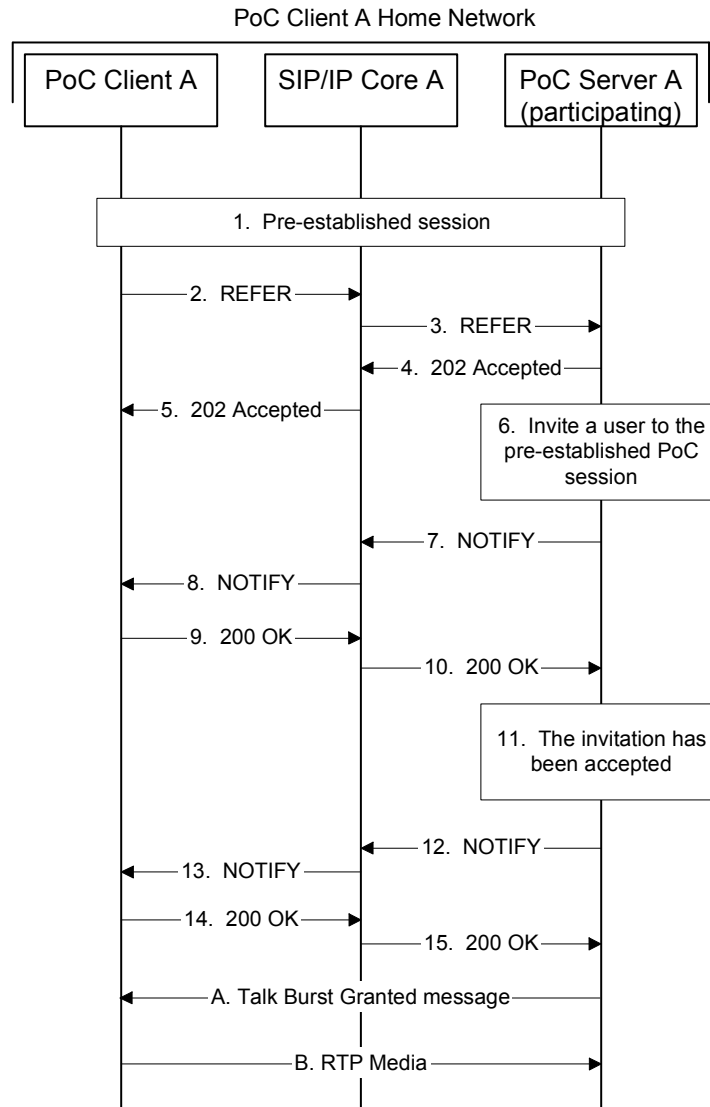 PoC Client A Home Network
PoC Client A
SIP/IP Core A
PoC Server A
(participating)
1. Pre-established session
2. REFER
3. REFER
4. 202 Accepted
5. 202 Accepted
6. Invite a user to the
pre-established PoC
session
7. NOTIFY
8. NOTIFY
9. 200 OK
10. 200 OK
11. The invitation has
been accepted
12. NOTIFY
13. NOTIFY
14. 200 OK
15. 200 OK
A. Talk Burst Granted message
B. RTP Media